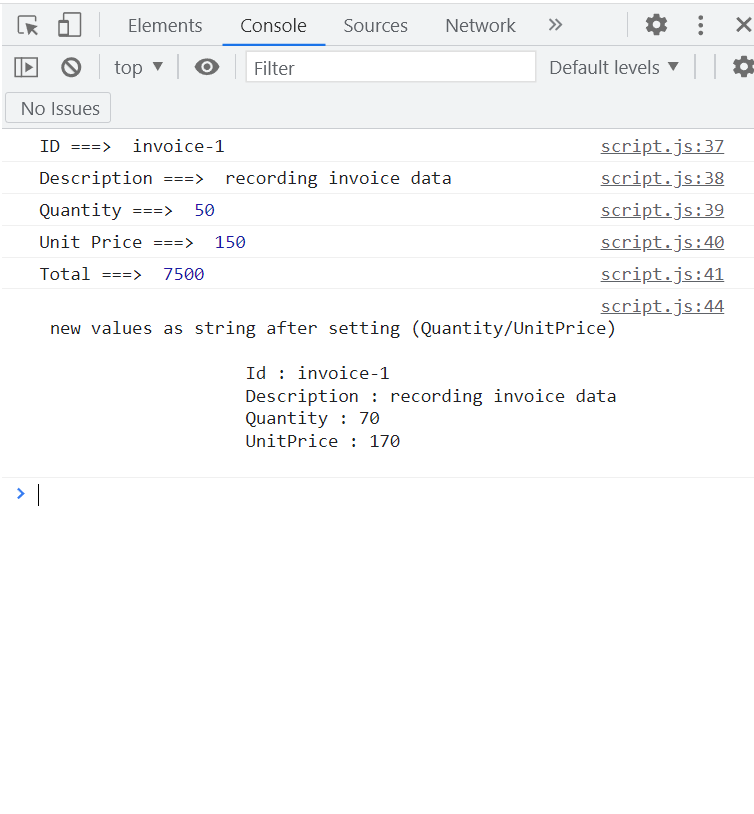 Elements Console Sources Network »
top ▼ Filter Default levels ▼
No Issues
ID ===>  invoice-1 script.js:37
Description ===>  recording invoice data script.js:38
Quantity ===>  50 script.js:39
Unit Price ===>  150 script.js:40
Total ===>  7500 script.js:41
script.js:44
new values as string after setting (Quantity/UnitPrice)
Id : invoice-1
Description : recording invoice data
Quantity : 70
UnitPrice : 170
>